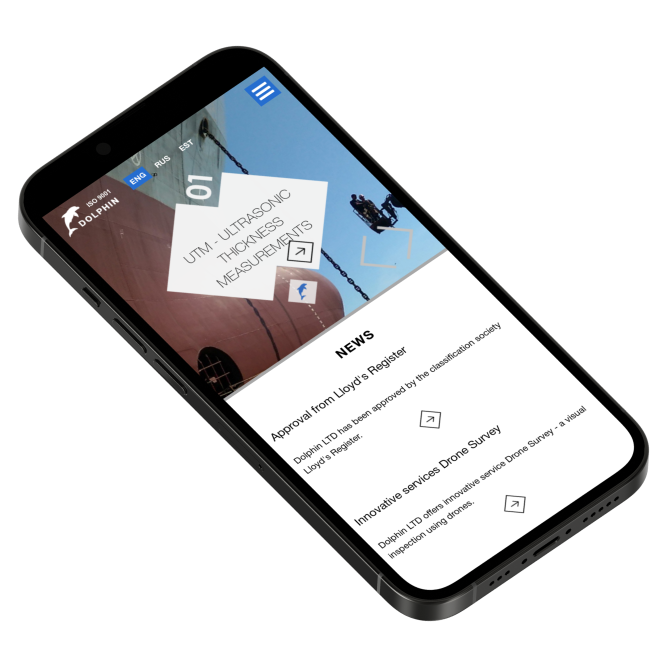 ISO 9001
DOLPHIN
ENG
RUS
EST
01
UTM - ULTRASONIC
THICKNESS
MEASUREMENTS
NEWS
Approval from Lloyd's Register
Dolphin LTD has been approved by the classification society
Lloyd's Register.
Innovative services Drone Survey
Dolphin LTD offers innovative service Drone Survey - a visual
inspection using drones.